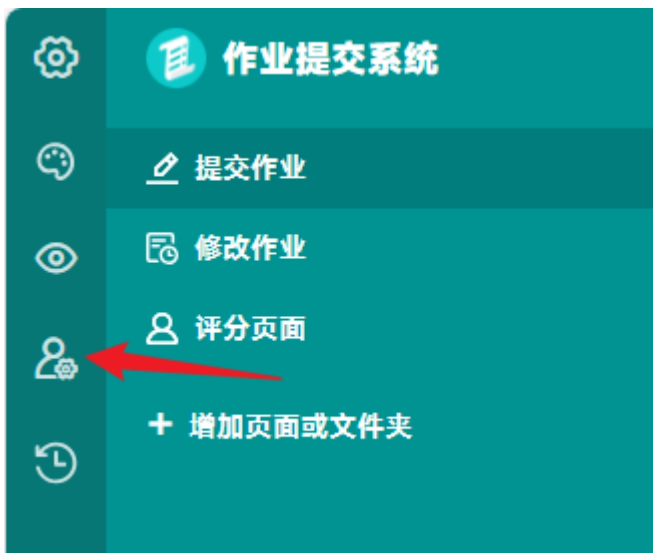 作业提交系统
提交作业
修改作业
评分页面
+ 增加页面或文件夹